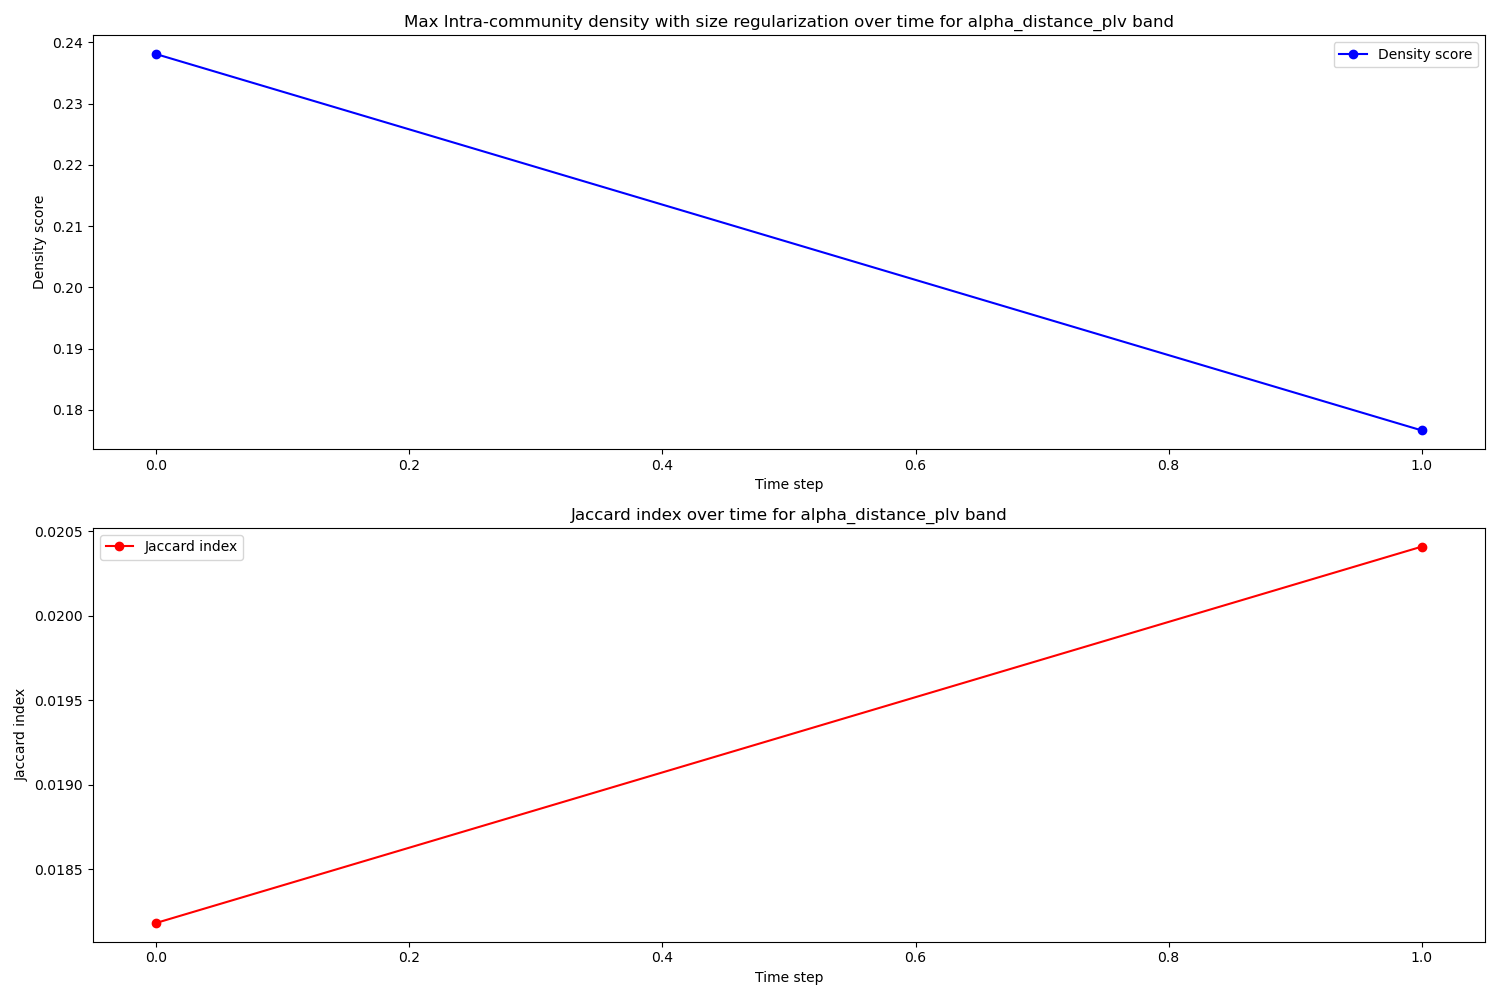 Max Intra-community density with size regularization over time for alpha_distance_plv band
Density score
0.24
0.23
0.22
0.21
0.20
0.19
0.18
Density score
0.0 0.2 0.4 0.6 0.8 1.0
Time step
Jaccard index over time for alpha_distance_plv band
Jaccard index
0.0205
0.0200
0.0195
0.0190
0.0185
Jaccard index
0.0 0.2 0.4 0.6 0.8 1.0
Time step